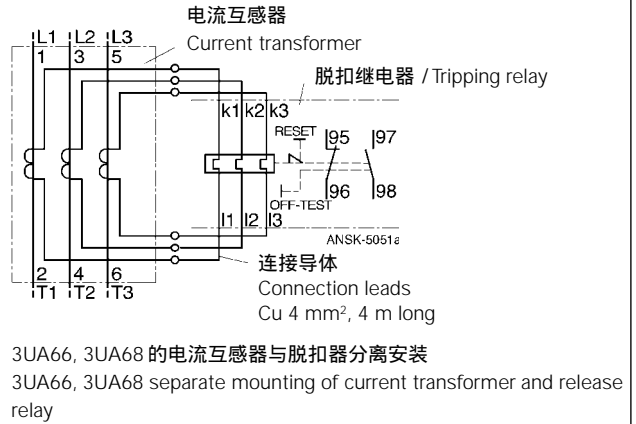 电流互感器
Current transformer
L1 L2 L3
1 3 5
脱扣继电器 / Tripping relay
k1 k2 k3
RESET 95 97
96 98
OFF-TEST
l1 l2 l3
ANSK-5051a
连接导体
Connection leads
Cu 4 mm², 4 m long
2 4 6
T1 T2 T3
3UA66, 3UA68 的电流互感器与脱扣器分离安装
3UA66, 3UA68 separate mounting of current transformer and release
relay